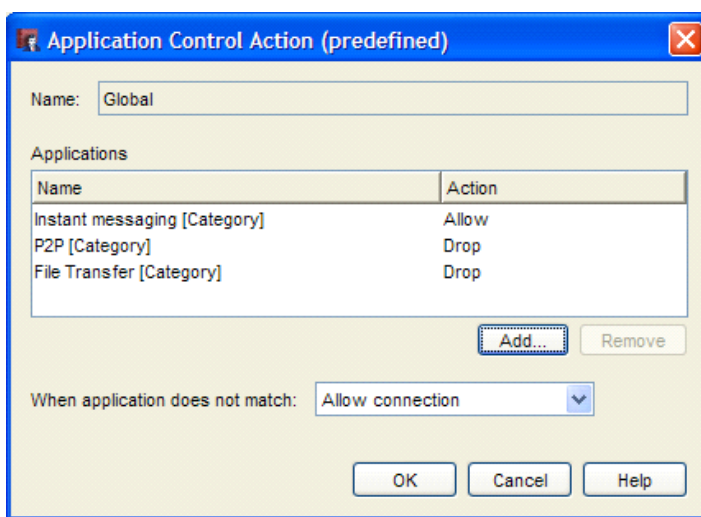 Application Control Action (predefined)
Name: Global
Applications
Name Action
Instant messaging [Category] Allow
P2P [Category] Drop
File Transfer [Category] Drop
Add... Remove
When application does not match: Allow connection
OK Cancel Help